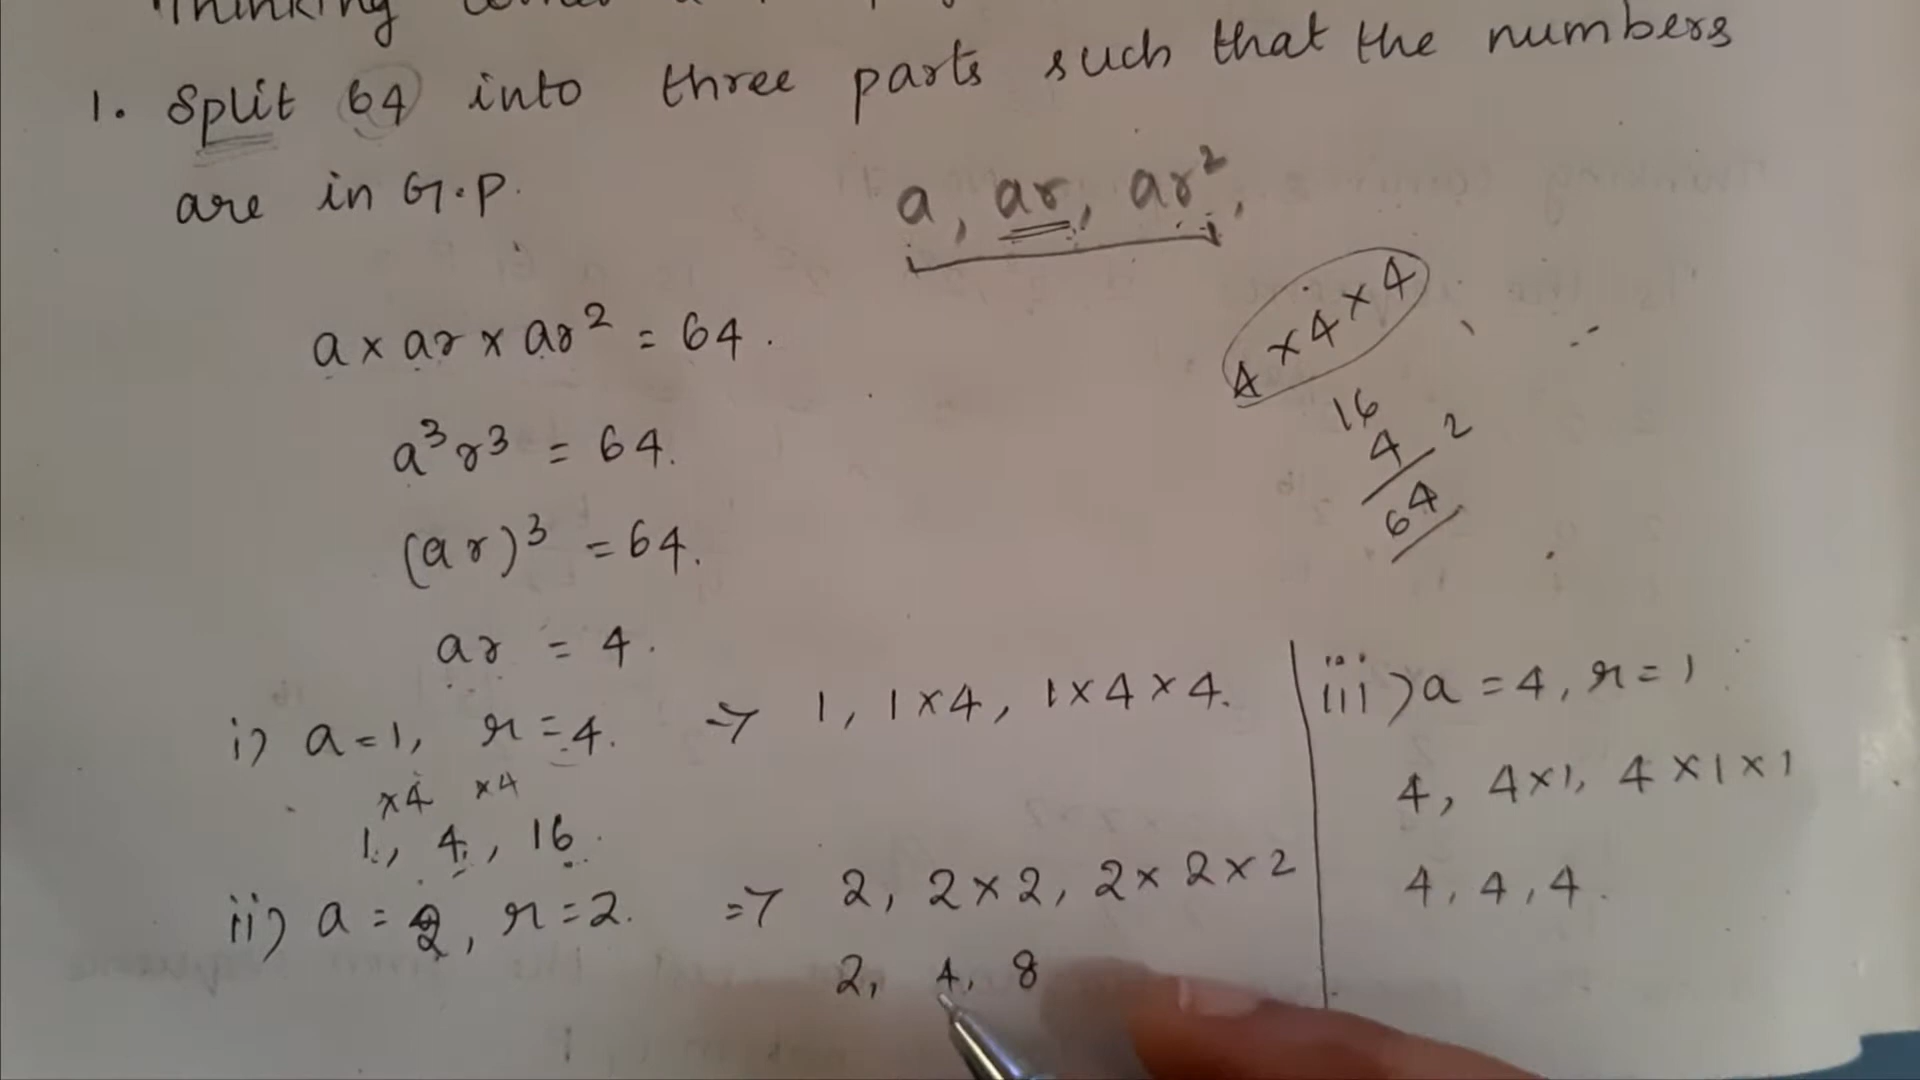 Thinking
1. Split 64 into three parts such that the numbers
are in G.P.
a, ar, ar²,
a × ar × ar² = 64.
4 × 4 × 4
16
4 2
64
a³r³ = 64.
(ar)³ = 64.
ar = 4.
i) a = 1, r = 4. => 1, 1×4, 1×4×4.
×4 ×4
1, 4, 16.
ii) a = 2, r = 2. => 2, 2×2, 2×2×2
2, 4, 8
iii) a = 4, r = 1
4, 4×1, 4×1×1
4, 4, 4.